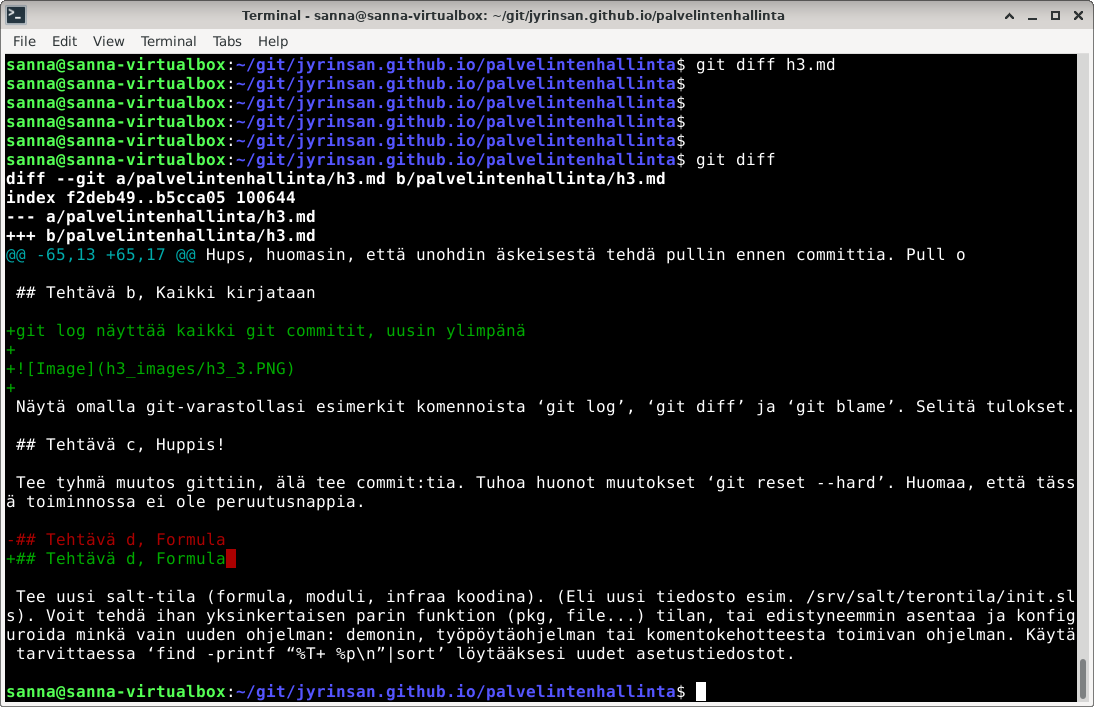 Terminal - sanna@sanna-virtualbox: ~/git/jyrinsan.github.io/palvelintenhallinta
File Edit View Terminal Tabs Help
sanna@sanna-virtualbox:~/git/jyrinsan.github.io/palvelintenhallinta$ git diff h3.md
sanna@sanna-virtualbox:~/git/jyrinsan.github.io/palvelintenhallinta$
sanna@sanna-virtualbox:~/git/jyrinsan.github.io/palvelintenhallinta$
sanna@sanna-virtualbox:~/git/jyrinsan.github.io/palvelintenhallinta$
sanna@sanna-virtualbox:~/git/jyrinsan.github.io/palvelintenhallinta$
sanna@sanna-virtualbox:~/git/jyrinsan.github.io/palvelintenhallinta$ git diff
diff --git a/palvelintenhallinta/h3.md b/palvelintenhallinta/h3.md
index f2deb49..b5cca05 100644
--- a/palvelintenhallinta/h3.md
+++ b/palvelintenhallinta/h3.md
@@ -65,13 +65,17 @@ Hups, huomasin, että unohdin äskeisestä tehdä pullin ennen committia. Pull o
## Tehtävä b, Kaikki kirjataan
+git log näyttää kaikki git commitit, uusin ylimpänä
+
+![Image](h3_images/h3_3.PNG)
+
Näytä omalla git-varastollasi esimerkit komennoista ‘git log’, ‘git diff’ ja ‘git blame’. Selitä tulokset.
## Tehtävä c, Huppis!
Tee tyhmä muutos gittiin, älä tee commit:tia. Tuhoa huonot muutokset ‘git reset --hard’. Huomaa, että täss
ä toiminnossa ei ole peruutusnappia.
-## Tehtävä d, Formula
+## Tehtävä d, Formula
Tee uusi salt-tila (formula, moduli, infraa koodina). (Eli uusi tiedosto esim. /srv/salt/terontila/init.sl
s). Voit tehdä ihan yksinkertaisen parin funktion (pkg, file...) tilan, tai edistyneemmin asentaa ja konfig
uroida minkä vain uuden ohjelman: demonin, työpöytäohjelman tai komentokehotteesta toimivan ohjelman. Käytä
tarvittaessa ‘find -printf “%T+ %p\n”|sort’ löytääksesi uudet asetustiedostot.
sanna@sanna-virtualbox:~/git/jyrinsan.github.io/palvelintenhallinta$